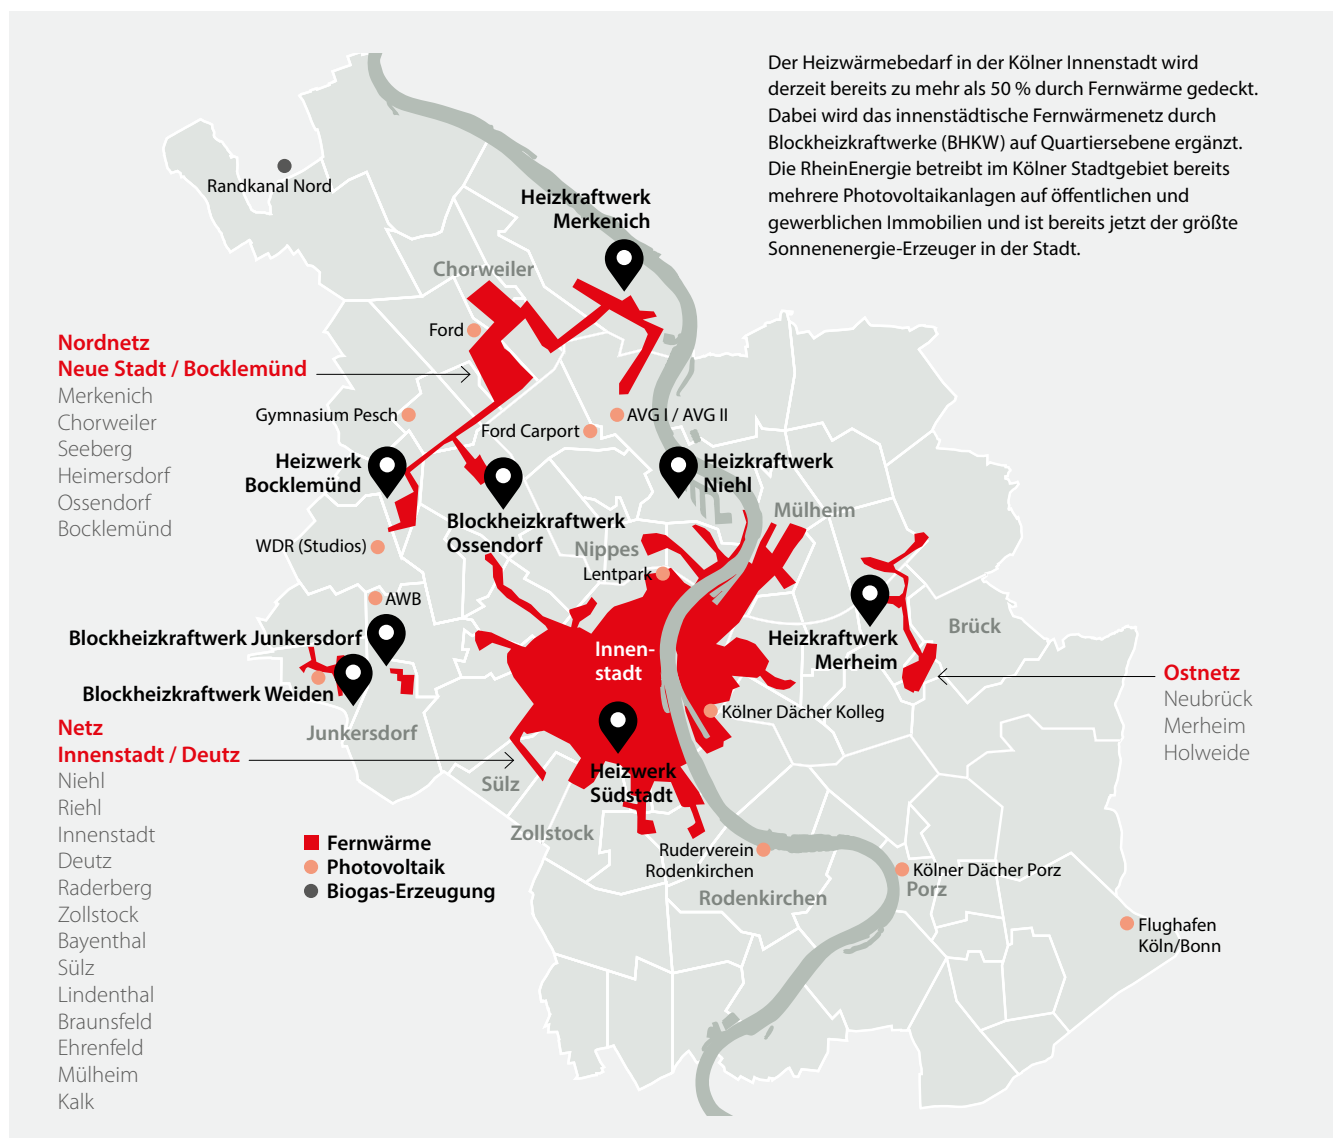 Der Heizwärmebedarf in der Kölner Innenstadt wird
derzeit bereits zu mehr als 50 % durch Fernwärme gedeckt.
Dabei wird das innenstädtische Fernwärmenetz durch
Blockheizkraftwerke (BHKW) auf Quartiersebene ergänzt.
Die RheinEnergie betreibt im Kölner Stadtgebiet bereits
mehrere Photovoltaikanlagen auf öffentlichen und
gewerblichen Immobilien und ist bereits jetzt der größte
Sonnenenergie-Erzeuger in der Stadt.
Randkanal Nord
Heizkraftwerk
Merkenich
Chorweiler
Ford
Nordnetz
Neue Stadt / Bocklemünd
Merkenich
Chorweiler
Seeberg
Heimersdorf
Ossendorf
Bocklemünd
Gymnasium Pesch
Ford Carport
AVG I / AVG II
Heizwerk
Bocklemünd
Heizkraftwerk
Niehl
Blockheizkraftwerk
Ossendorf
Mülheim
WDR (Studios)
Nippes
Lentpark
AWB
Blockheizkraftwerk Junkersdorf
Blockheizkraftwerk Weiden
Junkersdorf
Innen-
stadt
Heizkraftwerk
Merheim
Brück
Ostnetz
Neubrück
Merheim
Holweide
Kölner Dächer Kolleg
Netz
Innenstadt / Deutz
Niehl
Riehl
Innenstadt
Deutz
Raderberg
Zollstock
Bayenthal
Sülz
Lindenthal
Braunsfeld
Ehrenfeld
Mülheim
Kalk
Heizwerk
Südstadt
Sülz
Zollstock
Fernwärme
Photovoltaik
Biogas-Erzeugung
Ruderverein
Rodenkirchen
Rodenkirchen
Kölner Dächer Porz
Porz
Flughafen
Köln/Bonn